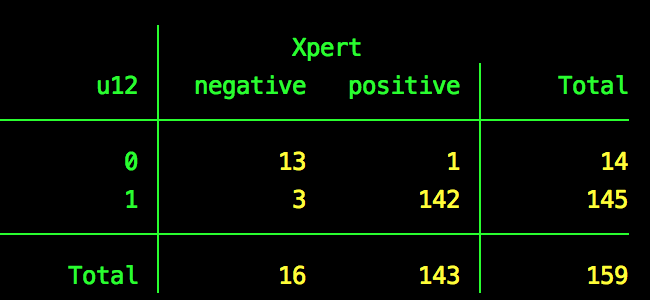 Xpert
u12 negative positive Total
0 13 1 14
1 3 142 145
Total 16 143 159